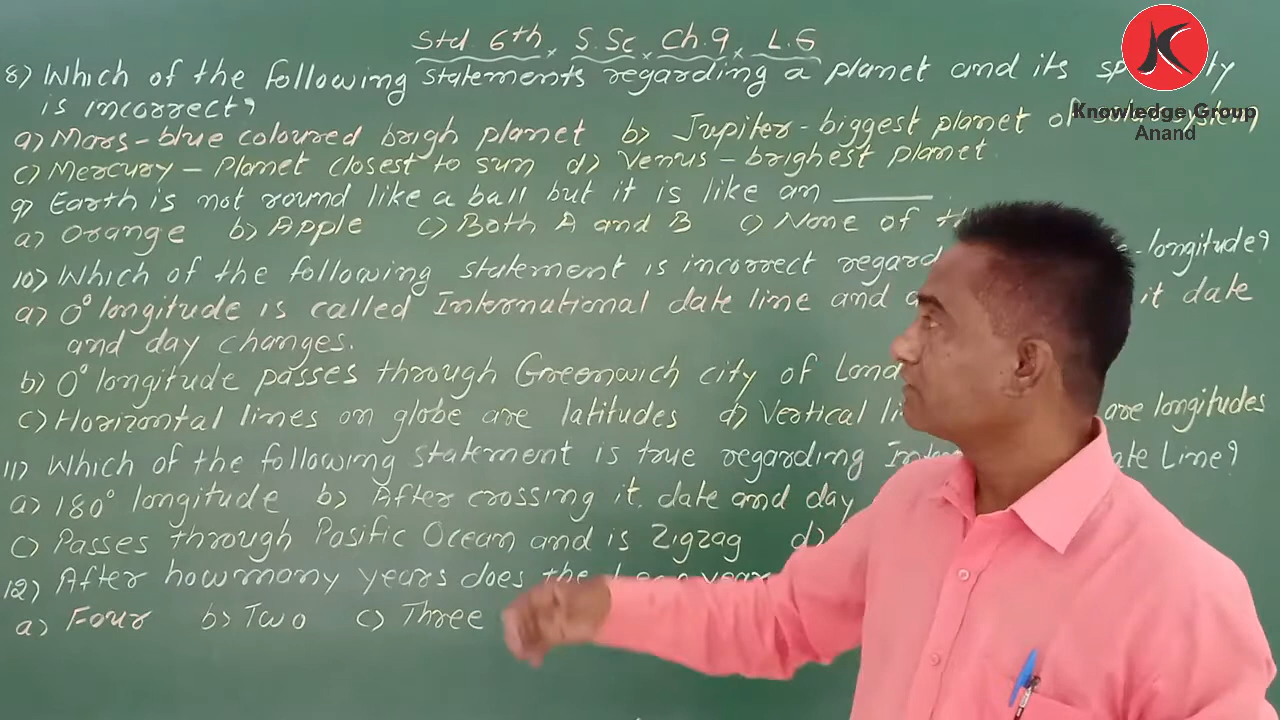 Std. 6th, S.Sc, Ch.9, L.6
8) Which of the following statements regarding a planet and its
is incorrect?
a) Mars - blue coloured brigh planet b) Jupiter - biggest planet of solar system
c) Mercury - Planet closest to sun d) Venus - brighest planet
9) Earth is not round like a ball but it is like an ______.
a) Orange b) Apple c) Both A and B c) None of
10) Which of the following statement is incorrect longitude?
a) 0° longitude is called International date line and it date
and day changes.
b) 0° longitude passes through Greenwich city of
c) Horizontal lines on globe are latitudes d) Vertical are longitudes
11) Which of the following statement is true regarding Line?
a) 180° longitude b) After crossing it, date and day
c) Passes through Pasific Ocean and is Zigzag d)
12) After how many years does the
a) Four b) Two c) Three
Knowledge Group
Anand